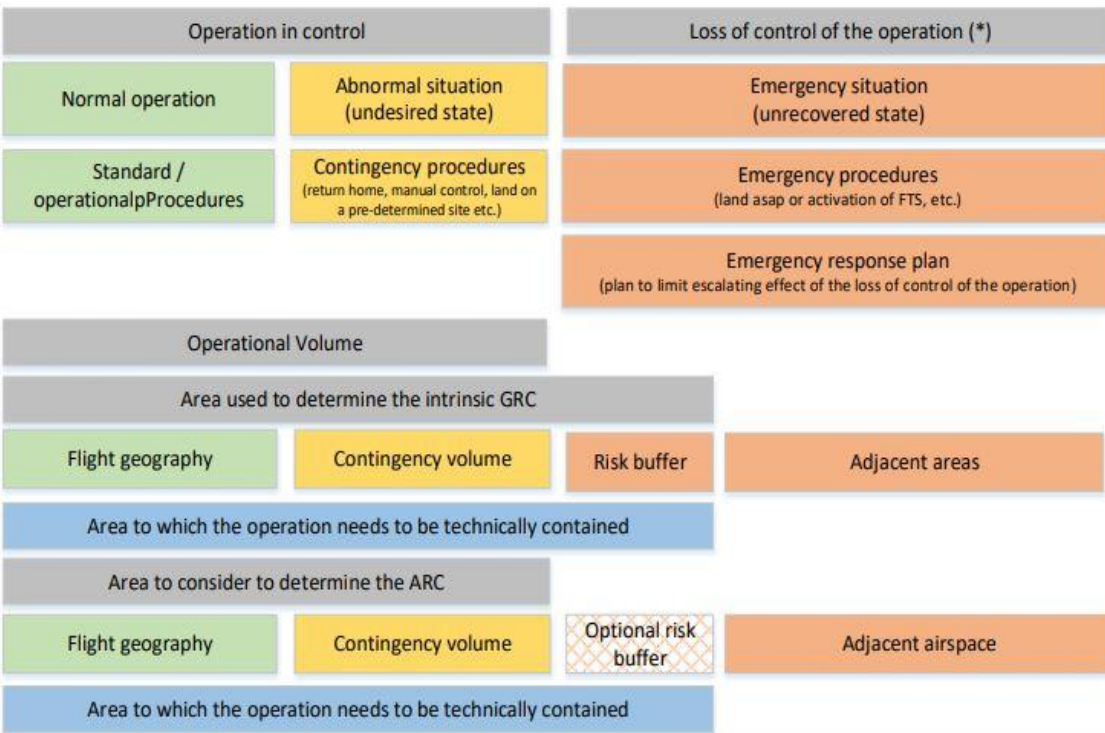 Operation in control
Loss of control of the operation (*)
Normal operation
Abnormal situation
(undesired state)
Emergency situation
(unrecovered state)
Standard /
operationalpProcedures
Contingency procedures
(return home, manual control, land on
a pre-determined site etc.)
Emergency procedures
(land asap or activation of FTS, etc.)
Emergency response plan
(plan to limit escalating effect of the loss of control of the operation)
Operational Volume
Area used to determine the intrinsic GRC
Flight geography
Contingency volume
Risk buffer
Adjacent areas
Area to which the operation needs to be technically contained
Area to consider to determine the ARC
Flight geography
Contingency volume
Optional risk
buffer
Adjacent airspace
Area to which the operation needs to be technically contained